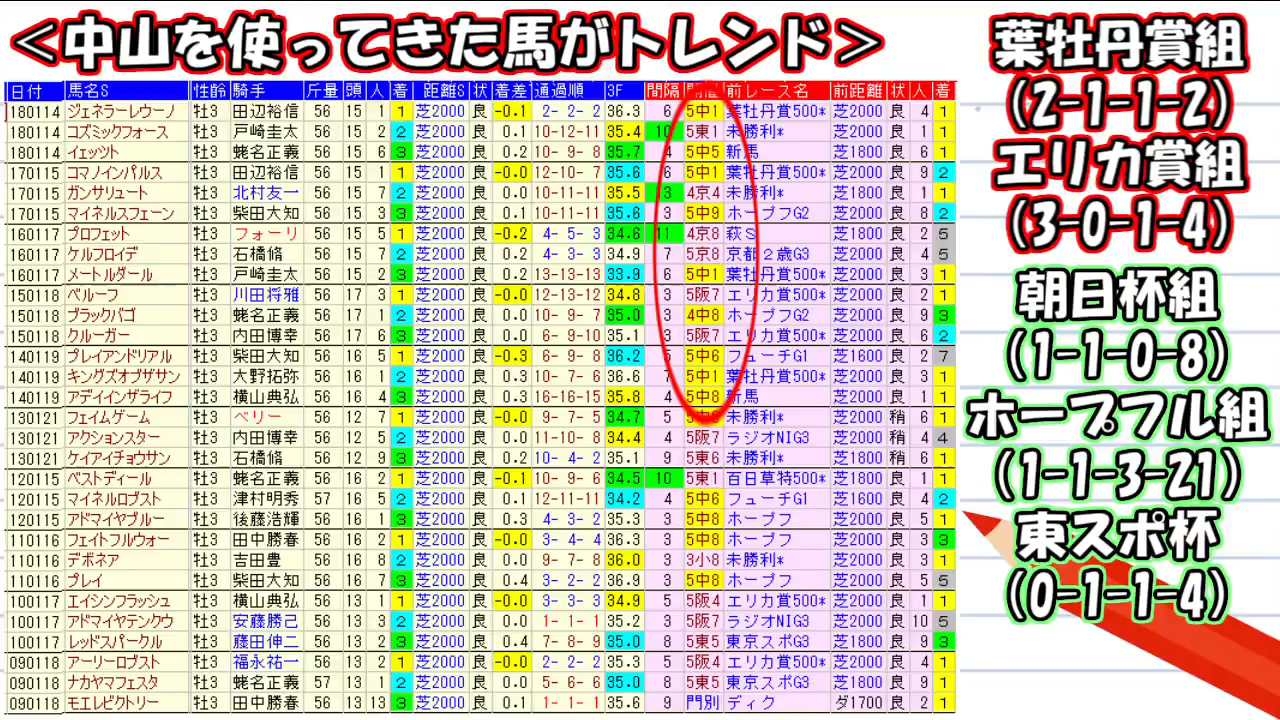 ＜中山を使ってきた馬がトレンド＞
日付 馬名S 性齢 騎手 斤量 頭 人 着 距離S 状 着差 通過順 3F 間隔 前レース名 前距離 状 人 着
180114 ジェネラーレウーノ 牡3 田辺裕信 56 15 4 1 芝2000 良 -0.1 2- 2- 2 36.3 6 5中1 葉牡丹賞500* 芝2000 良 4 1
180114 コズミックフォース 牡3 戸崎圭太 56 15 2 2 芝2000 良 0.1 10-12-11 35.4 10 5東1 未勝利* 芝2000 良 1 1
180114 イェッツト 牡3 蛯名正義 56 15 6 3 芝2000 良 0.2 10- 9- 8 35.7 4 5中5 新馬 芝1800 良 6 1
170115 コマノインパルス 牡3 田辺裕信 56 15 1 1 芝2000 良 -0.0 12-10- 7 35.6 6 5中1 葉牡丹賞500* 芝2000 良 9 2
170115 ガンサリュート 牡3 北村友一 56 15 7 2 芝2000 良 0.0 10-11-11 35.5 13 4京4 未勝利* 芝1800 良 1 1
170115 マイネルスフェーン 牡3 柴田大知 56 15 3 3 芝2000 良 0.1 10-11-11 35.6 3 5中9 ホープフG2 芝2000 良 8 2
160117 プロフェット 牡3 フォーリ 56 15 5 1 芝2000 良 -0.2 4- 5- 3 34.6 11 4京8 萩S 芝1800 良 2 5
160117 ケルフロイデ 牡3 石橋脩 56 15 7 2 芝2000 良 0.2 4- 3- 3 34.9 7 5京8 京都２歳G3 芝2000 良 4 5
160117 メートルダール 牡3 戸崎圭太 56 15 2 3 芝2000 良 0.2 13-13-13 33.9 6 5中1 葉牡丹賞500* 芝2000 良 3 1
150118 ベルーフ 牡3 川田将雅 56 17 3 1 芝2000 良 -0.0 12-13-12 34.8 3 5阪7 エリカ賞500* 芝2000 良 2 1
150118 ブラックバゴ 牡3 蛯名正義 56 17 1 2 芝2000 良 0.0 10- 9- 7 35.0 3 4中8 ホープフG2 芝2000 良 9 3
150118 クルーガー 牡3 内田博幸 56 17 6 3 芝2000 良 0.1 6- 9-10 35.1 3 5阪7 エリカ賞500* 芝2000 良 6 2
140119 プレイアンドリアル 牡3 柴田大知 56 16 5 1 芝2000 良 -0.3 6- 9- 8 36.2 5 5中6 フューチG1 芝1600 良 2 7
140119 キングズオブザサン 牡3 大野拓弥 56 16 1 2 芝2000 良 0.3 10- 7- 6 36.6 7 5中1 葉牡丹賞500* 芝2000 良 3 1
140119 アデイインザライフ 牡3 横山典弘 56 16 4 3 芝2000 良 0.3 16-16-15 35.8 4 5中8 新馬 芝2000 良 1 1
130121 フェイムゲーム 牡3 ベリー 56 12 7 1 芝2000 良 -0.0 9- 7- 5 34.7 5 未勝利* 芝2000 稍 6 1
130121 アクションスター 牡3 内田博幸 56 12 5 2 芝2000 良 0.0 11-10- 8 34.4 4 5阪7 ラジオNIG3 芝2000 稍 4 4
130121 ケイアイチョウサン 牡3 石橋脩 56 12 9 3 芝2000 良 0.2 10- 4- 2 35.1 9 5東6 未勝利* 芝1800 稍 6 1
120115 ベストディール 牡3 蛯名正義 56 16 2 1 芝2000 良 -0.1 10- 9- 6 34.5 10 5東1 百日草特500* 芝1800 良 1 1
120115 マイネルロブスト 牡3 津村明秀 57 16 5 2 芝2000 良 0.1 12-11-11 34.2 4 5中6 フューチG1 芝1600 良 4 2
120115 アドマイヤブルー 牡3 後藤浩輝 56 16 1 3 芝2000 良 0.3 4- 3- 2 35.3 3 5中8 ホープフ 芝2000 良 5 1
110116 フェイトフルウォー 牡3 田中勝春 56 16 2 1 芝2000 良 -0.0 3- 4- 3 36.3 3 5中8 ホープフ 芝2000 良 3 3
110116 デボネア 牡3 吉田豊 56 16 8 2 芝2000 良 0.0 9- 7- 8 36.0 3 3小8 未勝利* 芝2000 良 3 1
110116 プレイ 牡3 柴田大知 56 16 7 3 芝2000 良 0.4 3- 2- 2 36.9 3 5中8 ホープフ 芝2000 良 5 5
100117 エイシンフラッシュ 牡3 横山典弘 56 13 1 1 芝2000 良 -0.0 3- 3- 3 34.9 5 5阪4 エリカ賞500* 芝2000 良 1 1
100117 アドマイヤテンクウ 牡3 安藤勝己 56 13 3 2 芝2000 良 0.0 1- 1- 1 35.2 3 5阪7 ラジオNIG3 芝2000 良 10 5
100117 レッドスパークル 牡3 藤田伸二 56 13 2 3 芝2000 良 0.4 7- 8- 9 35.0 8 5東5 東京スポG3 芝1800 良 9 3
090118 アーリーロブスト 牡3 福永祐一 56 13 2 1 芝2000 良 -0.0 2- 2- 2 35.3 5 5阪4 エリカ賞500* 芝2000 良 4 1
090118 ナカヤマフェスタ 牡3 蛯名正義 57 13 1 2 芝2000 良 0.0 5- 6- 6 35.0 8 5東5 東京スポG3 芝1800 良 9 1
090118 モエレビクトリー 牡3 田中勝春 56 13 13 3 芝2000 良 0.1 1- 1- 1 35.6 9 門別 ディク ダ1700 良 2 1
葉牡丹賞組
(2-1-1-2)
エリカ賞組
(3-0-1-4)
朝日杯組
(1-1-0-8)
ホープフル組
(1-1-3-21)
東スポ杯
(0-1-1-4)